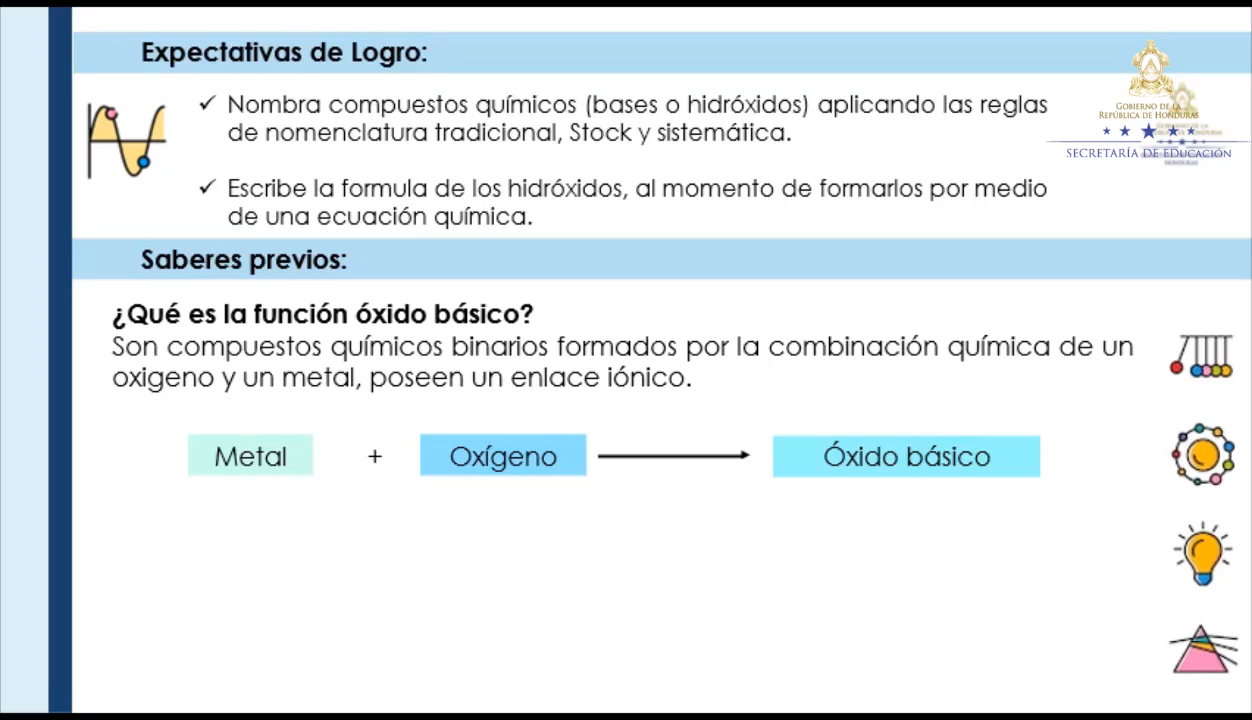 Expectativas de Logro:
✓ Nombra compuestos químicos (bases o hidróxidos) aplicando las reglas
de nomenclatura tradicional, Stock y sistemática.
GOBIERNO DE LA
REPÚBLICA DE HONDURAS
SECRETARÍA DE EDUCACIÓN
✓ Escribe la formula de los hidróxidos, al momento de formarlos por medio
de una ecuación química.
Saberes previos:
¿Qué es la función óxido básico?
Son compuestos químicos binarios formados por la combinación química de un
oxigeno y un metal, poseen un enlace iónico.
Metal + Oxígeno Óxido básico